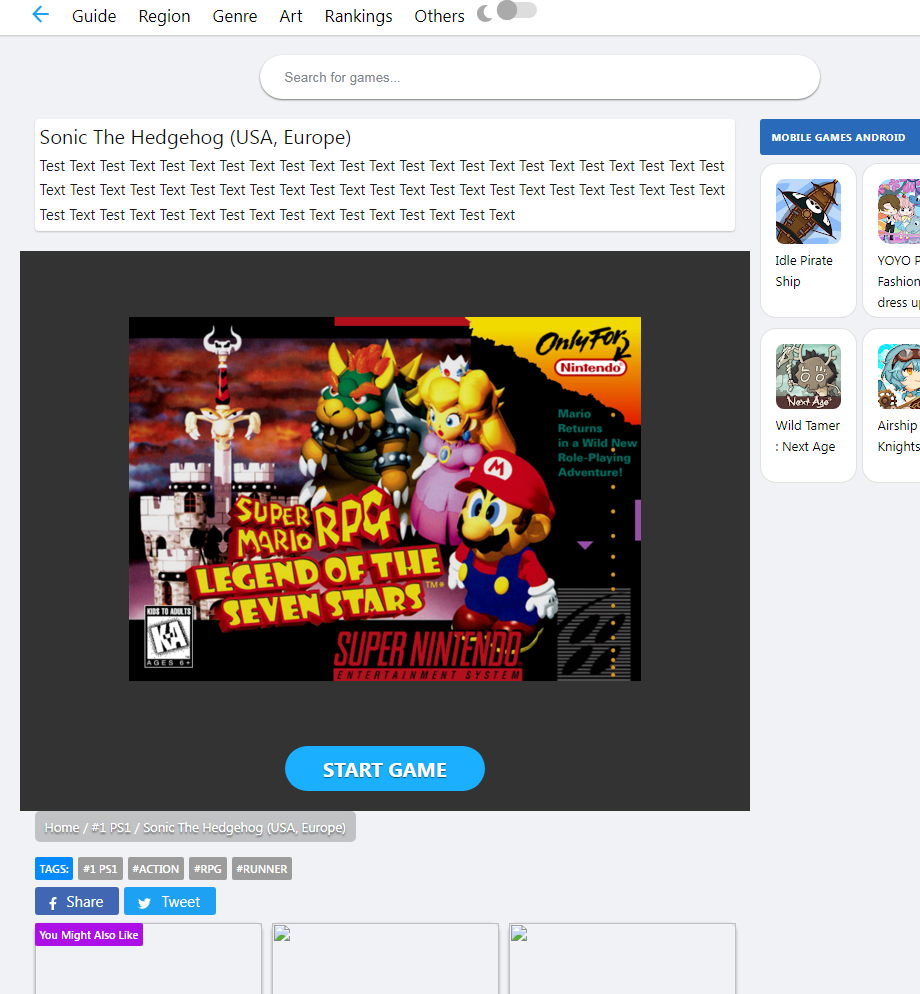 Guide Region Genre Art Rankings Others
Search for games...
Sonic The Hedgehog (USA, Europe)
Test Text Test Text Test Text Test Text Test Text Test Text Test Text Test Text Test Text Test Text Test Text Test
Text Test Text Test Text Test Text Test Text Test Text Test Text Test Text Test Text Test Text Test Text Test Text
Test Text Test Text Test Text Test Text Test Text Test Text Test Text Test Text
MOBILE GAMES ANDROID
Idle Pirate
Ship
YOYO P
Fashion
dress u
Next Age
Wild Tamer
: Next Age
Airship
Knights
Only For
Nintendo
Mario
Returns
in a Wild New
Role-Playing
Adventure!
SUPER
MARIO RPG
LEGEND OF THE
SEVEN STARS™
KIDS TO ADULTS
K-A
AGES 6+
SUPER NINTENDO
ENTERTAINMENT SYSTEM
START GAME
Home / #1 PS1 / Sonic The Hedgehog (USA, Europe)
TAGS: #1 PS1 #ACTION #RPG #RUNNER
Share Tweet
You Might Also Like